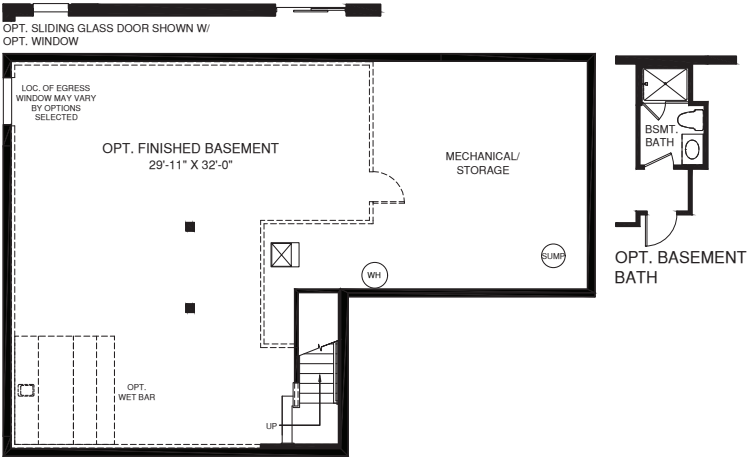 OPT. SLIDING GLASS DOOR SHOWN W/
OPT. WINDOW
LOC. OF EGRESS
WINDOW MAY VARY
BY OPTIONS
SELECTED
OPT. FINISHED BASEMENT
29'-11" X 32'-0"
MECHANICAL/
STORAGE
BSMT.
BATH
OPT. BASEMENT
BATH
SUMP
WH
OPT.
WET BAR
UP